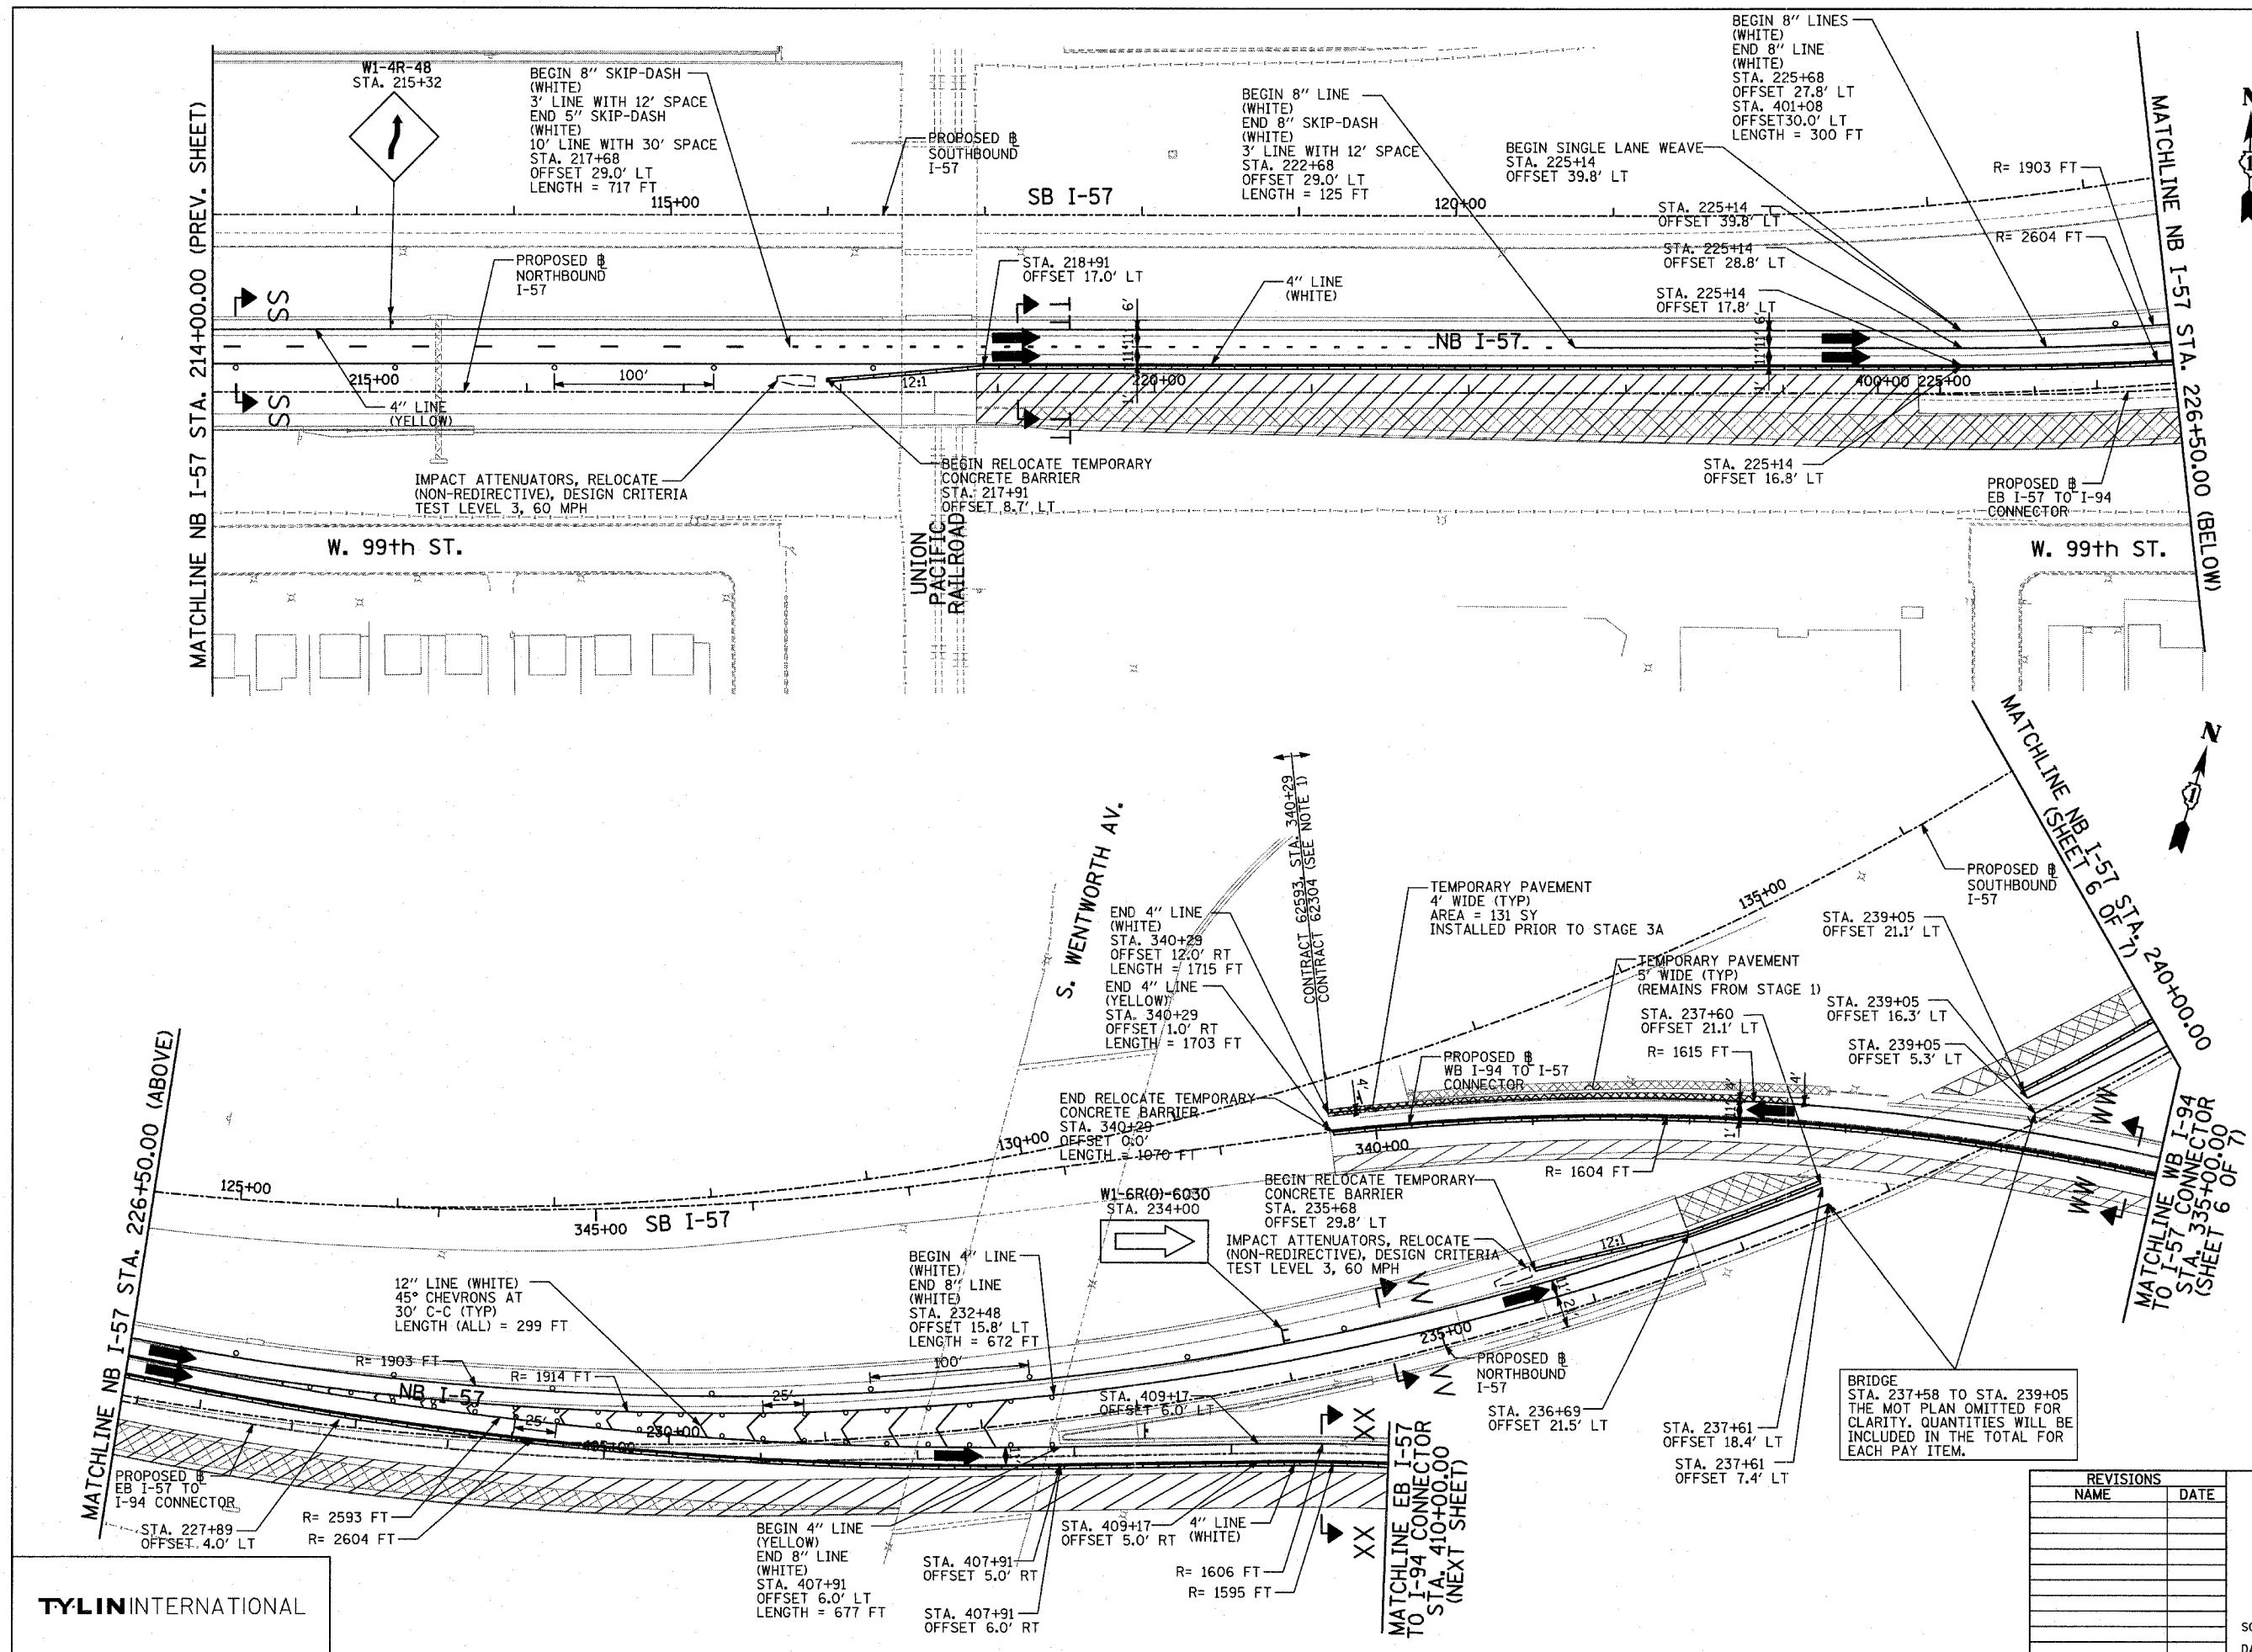 W1-4R-48
STA. 215+32
BEGIN 8" SKIP-DASH
(WHITE)
3' LINE WITH 12' SPACE
END 5" SKIP-DASH
(WHITE)
10' LINE WITH 30' SPACE
STA. 217+68
OFFSET 29.0' LT
LENGTH = 717 FT
PROPOSED ℄
SOUTHBOUND
I-57
BEGIN 8" LINE
(WHITE)
END 8" SKIP-DASH
(WHITE)
3' LINE WITH 12' SPACE
STA. 222+68
OFFSET 29.0' LT
LENGTH = 125 FT
BEGIN SINGLE LANE WEAVE
STA. 225+14
OFFSET 39.8' LT
BEGIN 8" LINES
(WHITE)
END 8" LINE
(WHITE)
STA. 225+68
OFFSET 27.8' LT
STA. 401+08
OFFSET30.0' LT
LENGTH = 300 FT
R= 1903 FT
R= 2604 FT
MATCHLINE NB I-57 STA. 214+00.00 (PREV. SHEET)
MATCHLINE NB I-57 STA. 226+50.00 (BELOW)
N
115+00
SB I-57
120+00
STA. 225+14
OFFSET 39.8' LT
STA. 225+14
OFFSET 28.8' LT
STA. 225+14
OFFSET 17.8' LT
PROPOSED ℄
NORTHBOUND
I-57
STA. 218+91
OFFSET 17.0' LT
4" LINE
(WHITE)
SS
TT
6'
11'
11'
1'
NB I-57
6'
11'
11'
1'
215+00
100'
12:1
220+00
400+00
225+00
4" LINE
(YELLOW)
SS
TT
IMPACT ATTENUATORS, RELOCATE
(NON-REDIRECTIVE), DESIGN CRITERIA
TEST LEVEL 3, 60 MPH
BEGIN RELOCATE TEMPORARY
CONCRETE BARRIER
STA. 217+91
OFFSET 8.7' LT
STA. 225+14
OFFSET 16.8' LT
PROPOSED ℄
EB I-57 TO I-94
CONNECTOR
W. 99th ST.
UNION
PACIFIC
RAILROAD
W. 99th ST.
MATCHLINE NB I-57 STA. 240+00.00
(SHEET 6 OF 7)
N
S. WENTWORTH AV.
CONTRACT 62593, STA. 340+29
CONTRACT 62304 (SEE NOTE 1)
END 4" LINE
(WHITE)
STA. 340+29
OFFSET 12.0' RT
LENGTH = 1715 FT
END 4" LINE
(YELLOW)
STA. 340+29
OFFSET 1.0' RT
LENGTH = 1703 FT
TEMPORARY PAVEMENT
4' WIDE (TYP)
AREA = 131 SY
INSTALLED PRIOR TO STAGE 3A
135+00
PROPOSED ℄
SOUTHBOUND
I-57
STA. 239+05
OFFSET 21.1' LT
TEMPORARY PAVEMENT
5' WIDE (TYP)
(REMAINS FROM STAGE 1)
STA. 239+05
OFFSET 16.3' LT
STA. 237+60
OFFSET 21.1' LT
STA. 239+05
OFFSET 5.3' LT
R= 1615 FT
PROPOSED ℄
WB I-94 TO I-57
CONNECTOR
4'
4'
4'
11'
1'
END RELOCATE TEMPORARY
CONCRETE BARRIER
STA. 340+29
OFFSET 0.0'
LENGTH = 1070 FT
130+00
340+00
R= 1604 FT
WW
WW
MATCHLINE WB I-94
TO I-57 CONNECTOR
STA. 335+00.00
(SHEET 6 OF 7)
MATCHLINE NB I-57 STA. 226+50.00 (ABOVE)
125+00
345+00
SB I-57
W1-6R(O)-6030
STA. 234+00
BEGIN RELOCATE TEMPORARY
CONCRETE BARRIER
STA. 235+68
OFFSET 29.8' LT
IMPACT ATTENUATORS, RELOCATE
(NON-REDIRECTIVE), DESIGN CRITERIA
TEST LEVEL 3, 60 MPH
12:1
VV
VV
11'
2'
235+00
PROPOSED ℄
NORTHBOUND
I-57
12" LINE (WHITE)
45° CHEVRONS AT
30' C-C (TYP)
LENGTH (ALL) = 299 FT
BEGIN 4" LINE
(WHITE)
END 8" LINE
(WHITE)
STA. 232+48
OFFSET 15.8' LT
LENGTH = 672 FT
R= 1903 FT
R= 1914 FT
100'
NB I-57
25'
25'
230+00
405+00
11'
STA. 409+17
OFFSET 6.0' LT
STA. 236+69
OFFSET 21.5' LT
STA. 237+61
OFFSET 18.4' LT
STA. 237+61
OFFSET 7.4' LT
BRIDGE
STA. 237+58 TO STA. 239+05
THE MOT PLAN OMITTED FOR
CLARITY. QUANTITIES WILL BE
INCLUDED IN THE TOTAL FOR
EACH PAY ITEM.
PROPOSED ℄
EB I-57 TO
I-94 CONNECTOR
STA. 227+89
OFFSET 4.0' LT
R= 2593 FT
R= 2604 FT
BEGIN 4" LINE
(YELLOW)
END 8" LINE
(WHITE)
STA. 407+91
OFFSET 6.0' LT
LENGTH = 677 FT
STA. 407+91
OFFSET 5.0' RT
STA. 407+91
OFFSET 6.0' RT
STA. 409+17
OFFSET 5.0' RT
4" LINE
(WHITE)
R= 1606 FT
R= 1595 FT
XX
XX
MATCHLINE EB I-57
TO I-94 CONNECTOR
STA. 410+00.00
(NEXT SHEET)
REVISIONS
NAME
DATE
TYLININTERNATIONAL